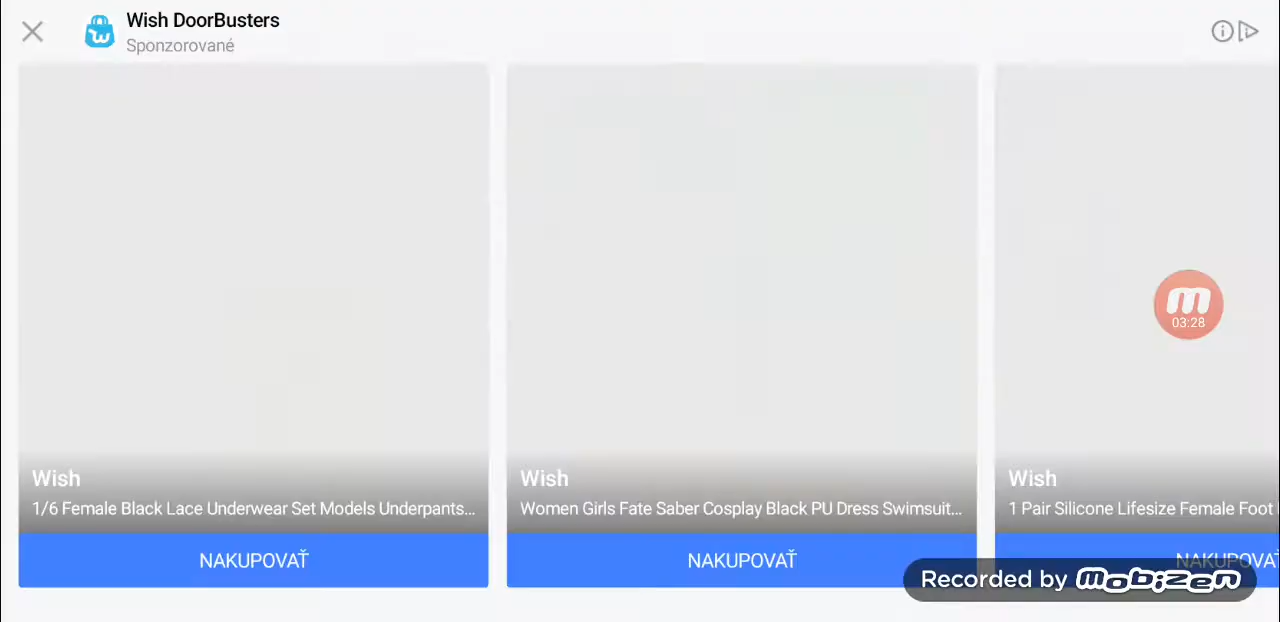 Wish DoorBusters
Sponzorované
03:28
Wish
1/6 Female Black Lace Underwear Set Models Underpants...
NAKUPOVAŤ
Wish
Women Girls Fate Saber Cosplay Black PU Dress Swimsuit...
NAKUPOVAŤ
Wish
1 Pair Silicone Lifesize Female Foot
NAKUPOVAŤ
Recorded by mobizen